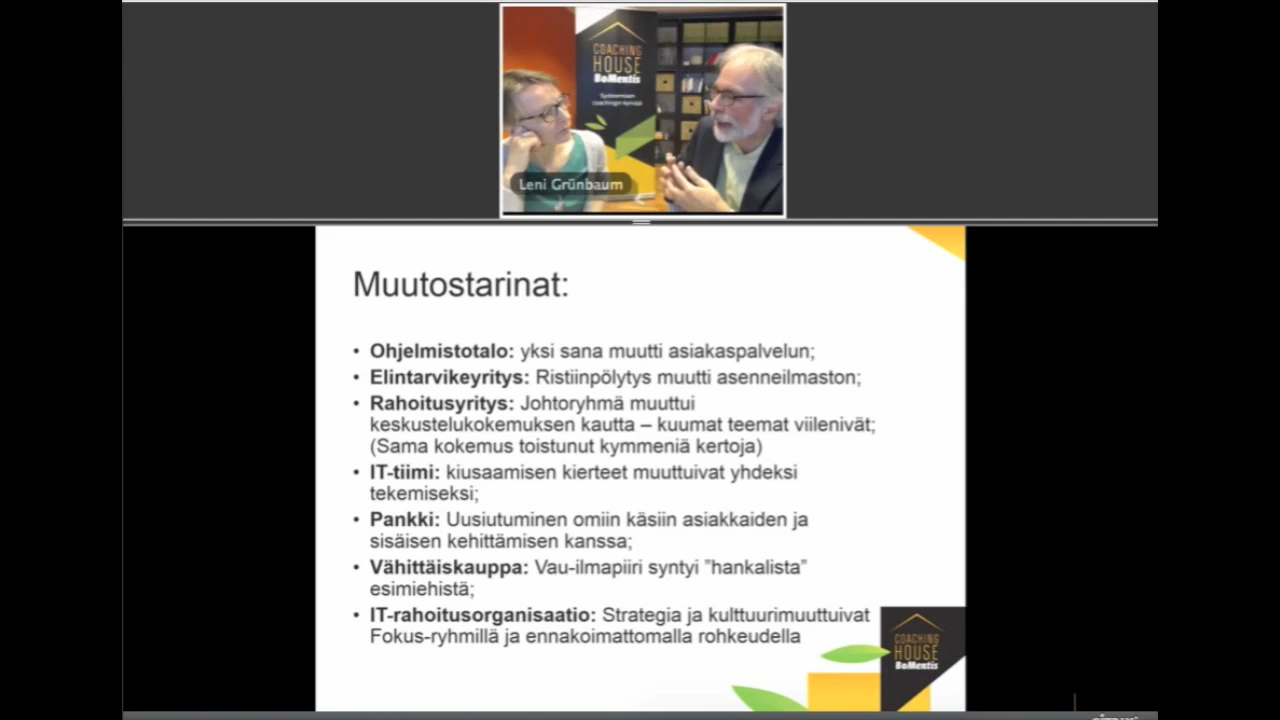 COACHING
HOUSE
BoMentis
Systeemisen
coachingin kyvyjä
Leni Grünbaum
Muutostarinat:
• Ohjelmistotalo: yksi sana muutti asiakaspalvelun;
• Elintarvikeyritys: Ristiinpölytys muutti asenneilmaston;
• Rahoitusyritys: Johtoryhmä muuttui
keskustelukokemuksen kautta – kuumat teemat viilenivät;
(Sama kokemus toistunut kymmeniä kertoja)
• IT-tiimi: kiusaamisen kierteet muuttuivat yhdeksi
tekemiseksi;
• Pankki: Uusiutuminen omiin käsiin asiakkaiden ja
sisäisen kehittämisen kanssa;
• Vähittäiskauppa: Vau-ilmapiiri syntyi ”hankalista”
esimiehistä;
• IT-rahoitusorganisaatio: Strategia ja kulttuurimuuttuivat
Fokus-ryhmillä ja ennakoimattomalla rohkeudella
COACHING
HOUSE
BoMentis